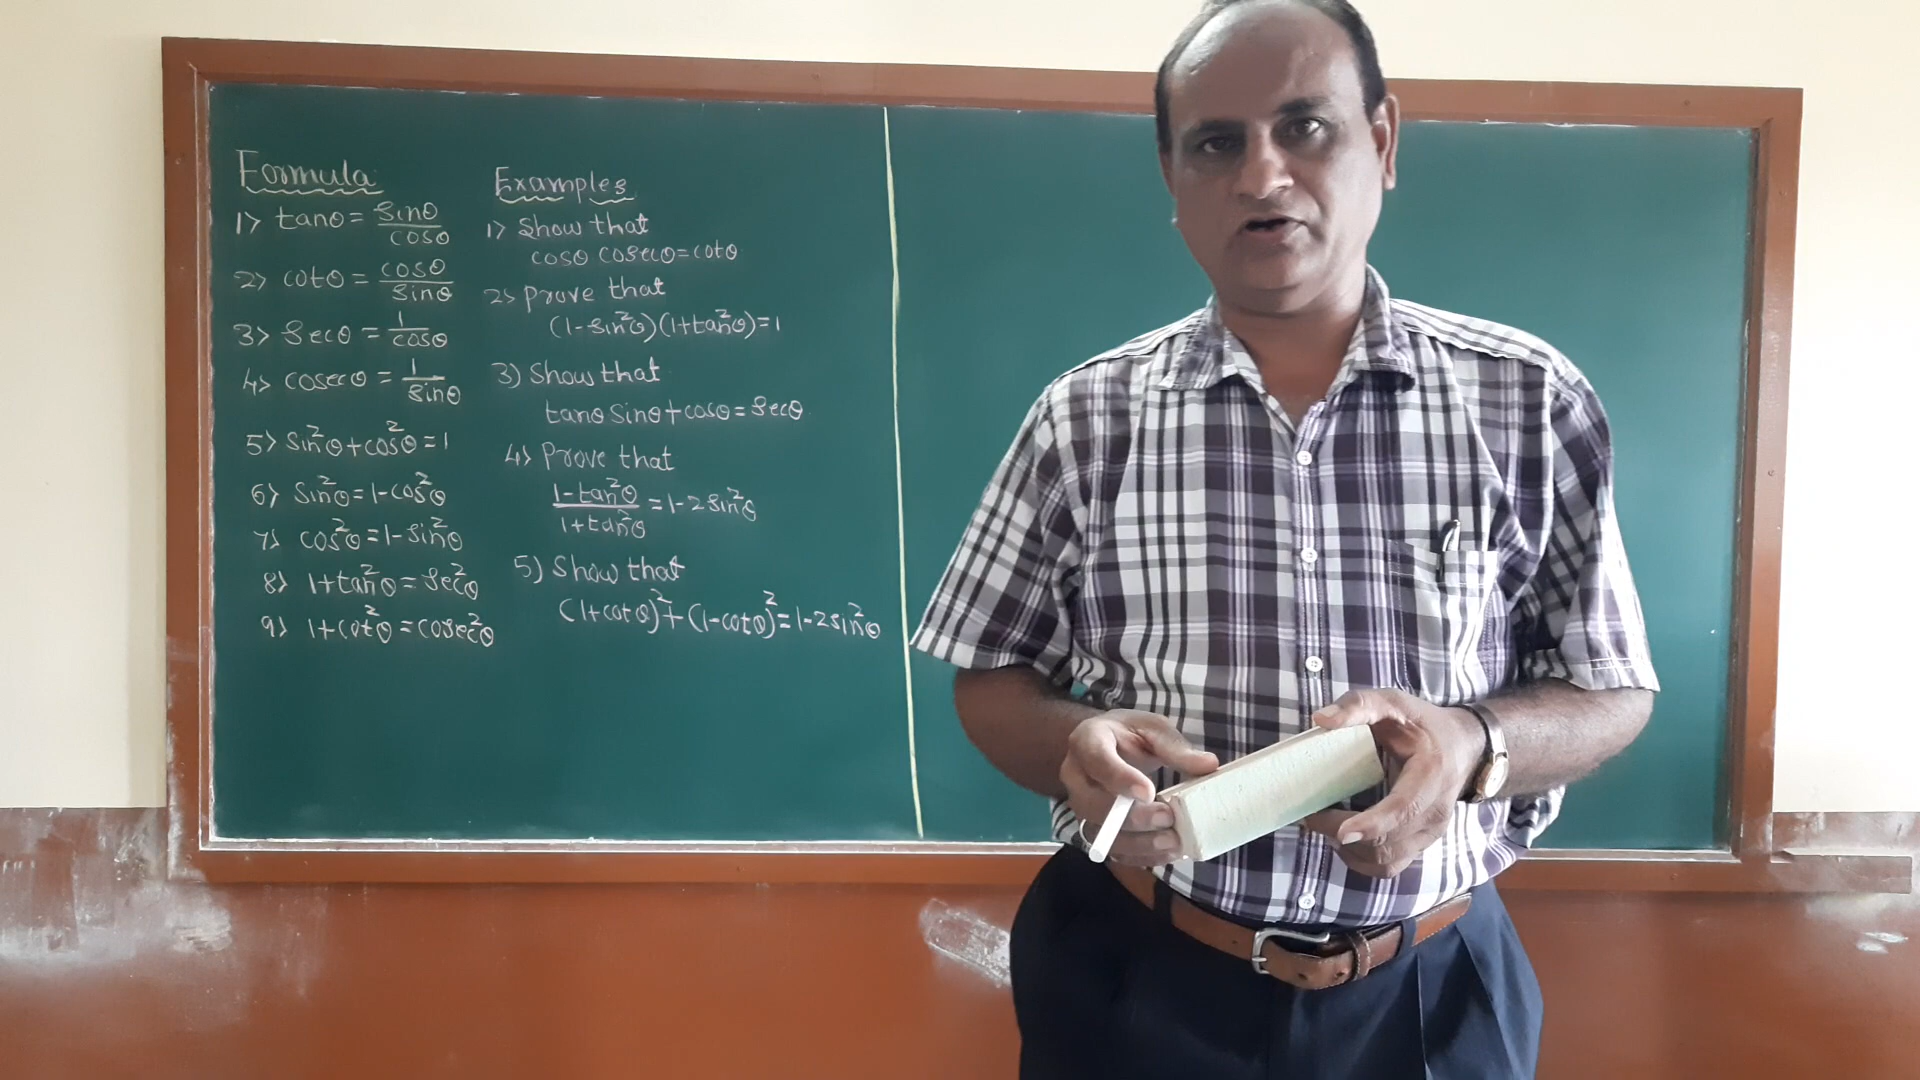 Formula
1> tanθ = sinθ/cosθ
2> cotθ = cosθ/sinθ
3> secθ = 1/cosθ
4> cosecθ = 1/sinθ
5> sin²θ+cos²θ=1
6> sin²θ=1-cos²θ
7> cos²θ=1-sin²θ
8> 1+tan²θ=sec²θ
9> 1+cot²θ=cosec²θ
Examples
1> Show that
cosθ cosecθ=cotθ
2> Prove that
(1-sin²θ)(1+tan²θ)=1
3) Show that
tanθ sinθ+cosθ=secθ
4> Prove that
1-tan²θ/1+tan²θ =1-2sin²θ
5) Show that
(1+cotθ)²+(1-cotθ)²=1-2sin²θ